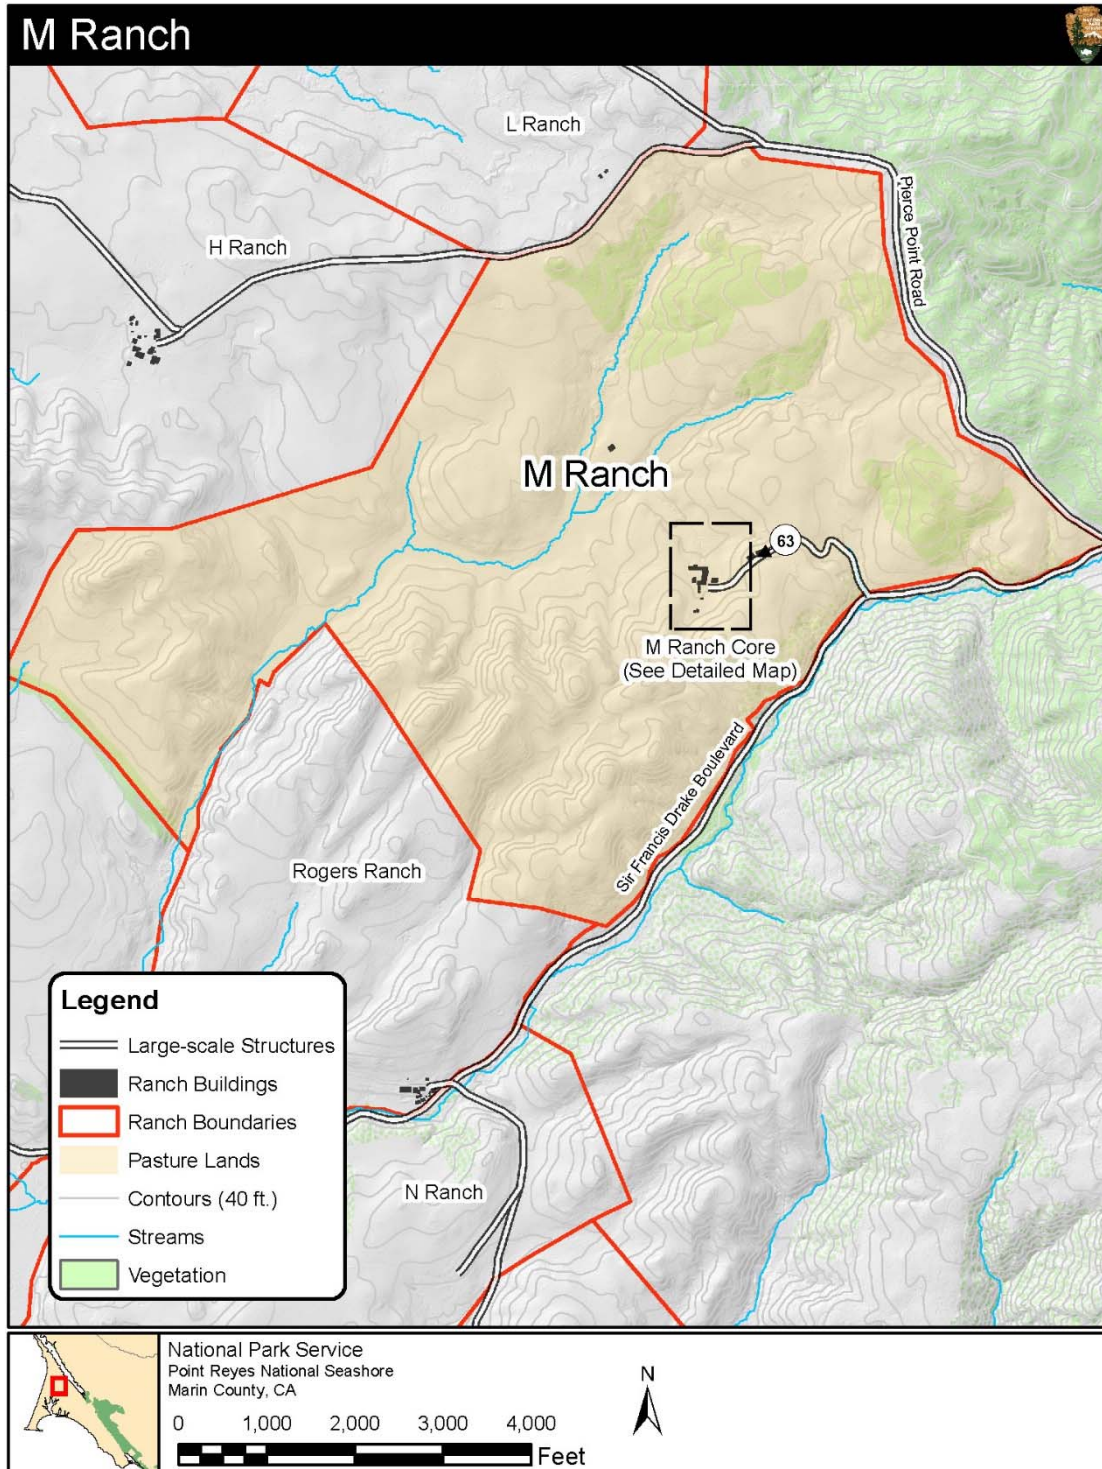 M Ranch
L Ranch
H Ranch
Pierce Point Road
M Ranch
63
M Ranch Core
(See Detailed Map)
Sir Francis Drake Boulevard
Rogers Ranch
N Ranch
Legend
Large-scale Structures
Ranch Buildings
Ranch Boundaries
Pasture Lands
Contours (40 ft.)
Streams
Vegetation
National Park Service
Point Reyes National Seashore
Marin County, CA
0 1,000 2,000 3,000 4,000
Feet
N